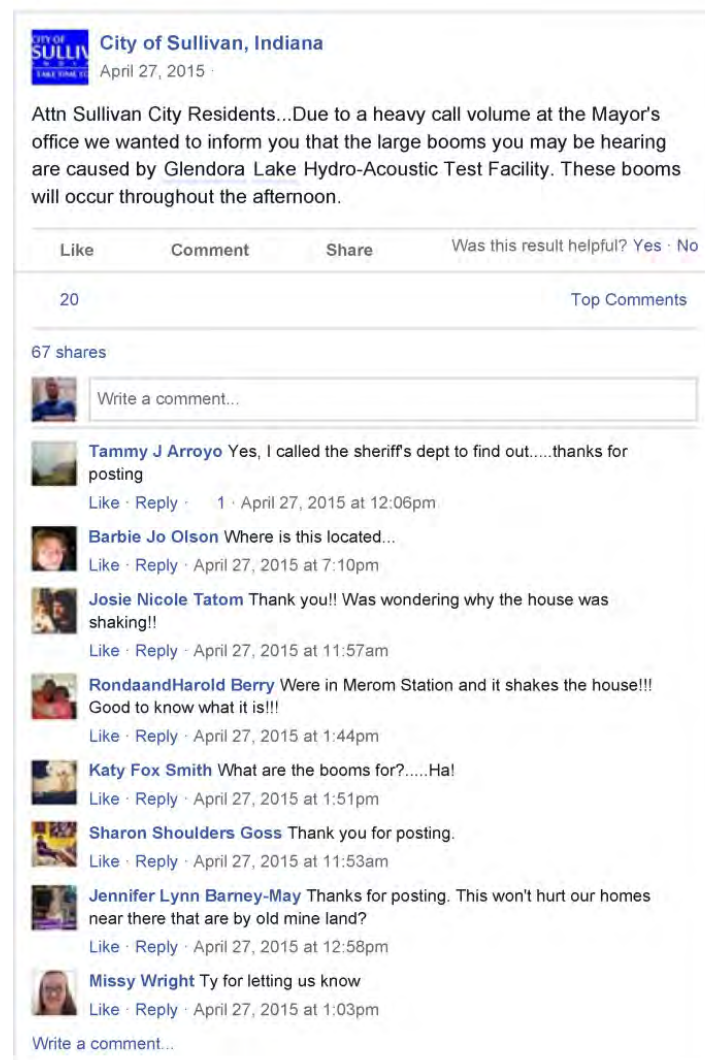 CITY OF
SULLIV
City of Sullivan, Indiana
April 27, 2015 ·
Attn Sullivan City Residents...Due to a heavy call volume at the Mayor's
office we wanted to inform you that the large booms you may be hearing
are caused by Glendora Lake Hydro-Acoustic Test Facility. These booms
will occur throughout the afternoon.
Like Comment Share Was this result helpful? Yes · No
20 Top Comments
67 shares
Write a comment...
Tammy J Arroyo Yes, I called the sheriff's dept to find out.....thanks for
posting
Like · Reply · 1 · April 27, 2015 at 12:06pm
Barbie Jo Olson Where is this located...
Like · Reply · April 27, 2015 at 7:10pm
Josie Nicole Tatom Thank you!! Was wondering why the house was
shaking!!
Like · Reply · April 27, 2015 at 11:57am
RondaandHarold Berry Were in Merom Station and it shakes the house!!!
Good to know what it is!!!
Like · Reply · April 27, 2015 at 1:44pm
Katy Fox Smith What are the booms for?.....Ha!
Like · Reply · April 27, 2015 at 1:51pm
Sharon Shoulders Goss Thank you for posting.
Like · Reply · April 27, 2015 at 11:53am
Jennifer Lynn Barney-May Thanks for posting. This won't hurt our homes
near there that are by old mine land?
Like · Reply · April 27, 2015 at 12:58pm
Missy Wright Ty for letting us know
Like · Reply · April 27, 2015 at 1:03pm
Write a comment...